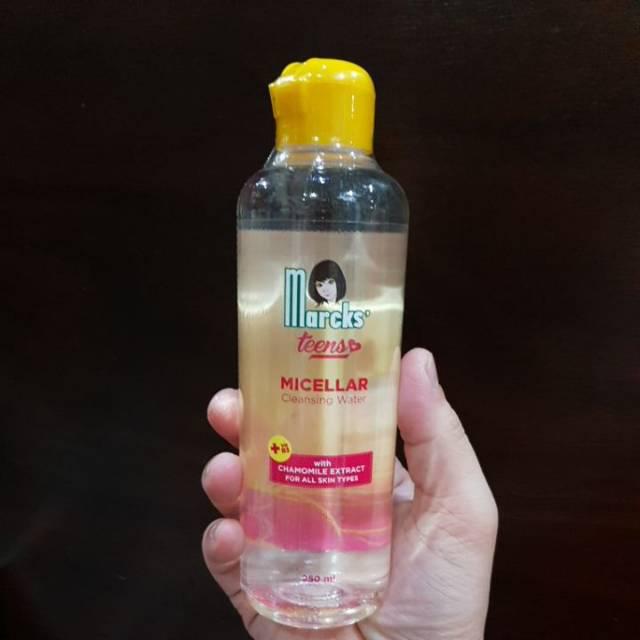 Marcks'
teens
MICELLAR
Cleansing Water
with
CHAMOMILE EXTRACT
FOR ALL SKIN TYPES
250 ml